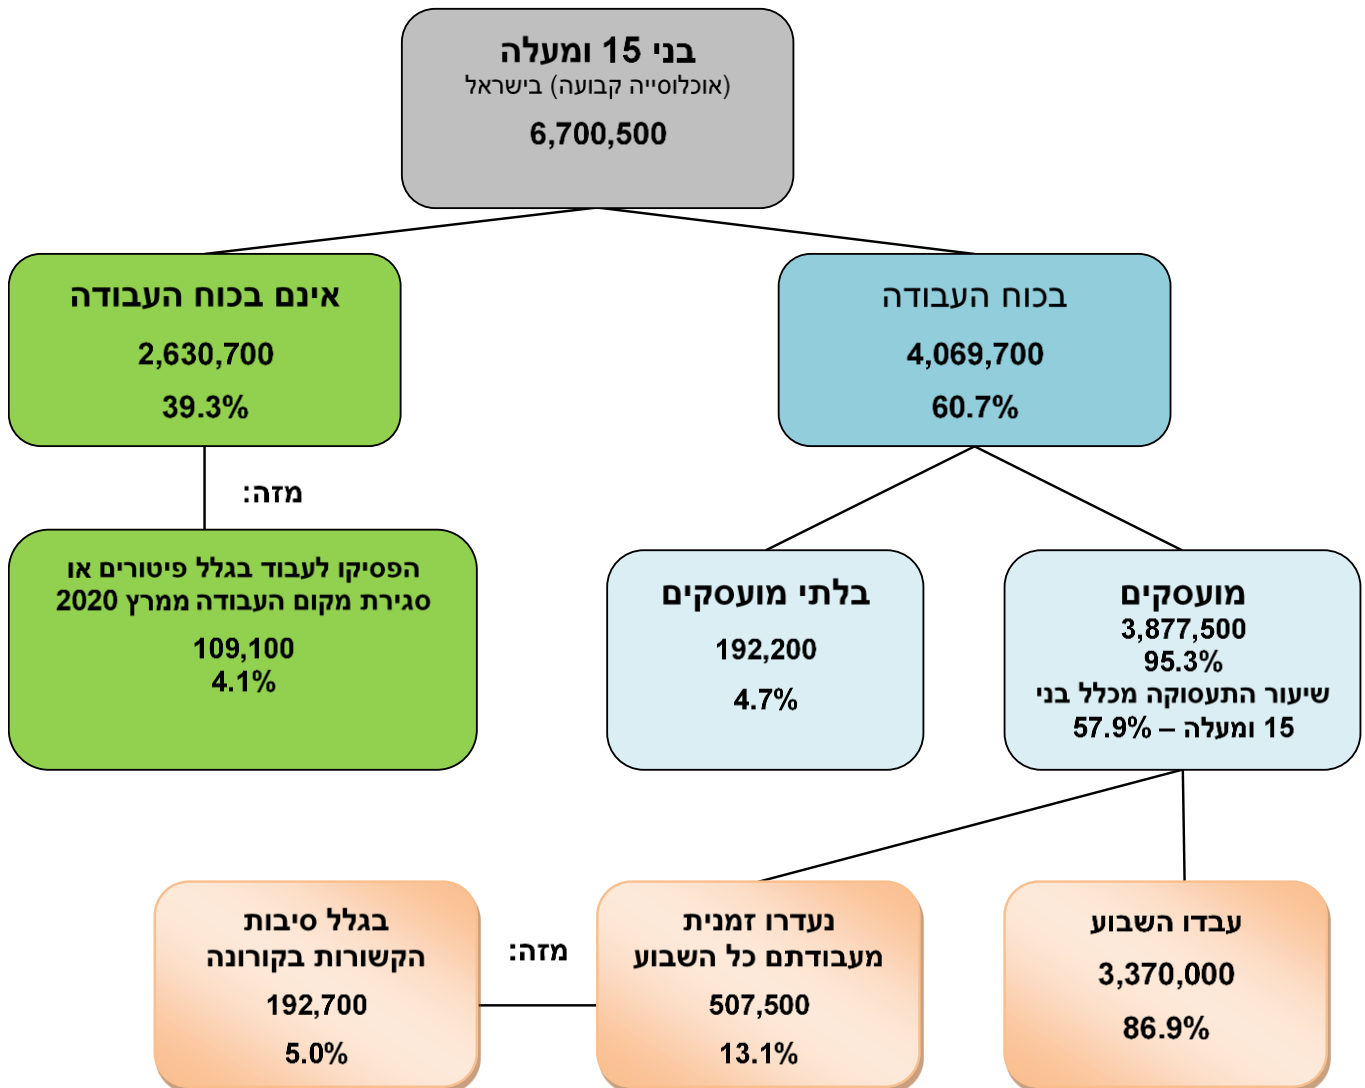 בני 15 ומעלה
(אוכלוסייה קבועה) בישראל
6,700,500
בכוח העבודה
4,069,700
60.7%
אינם בכוח העבודה
2,630,700
39.3%
מזה:
מועסקים
3,877,500
95.3%
שיעור התעסוקה מכלל בני
15 ומעלה – 57.9%
בלתי מועסקים
192,200
4.7%
הפסיקו לעבוד בגלל פיטורים או
סגירת מקום העבודה ממרץ 2020
109,100
4.1%
עבדו השבוע
3,370,000
86.9%
נעדרו זמנית
מעבודתם כל השבוע
507,500
13.1%
מזה:
בגלל סיבות
הקשורות בקורונה
192,700
5.0%